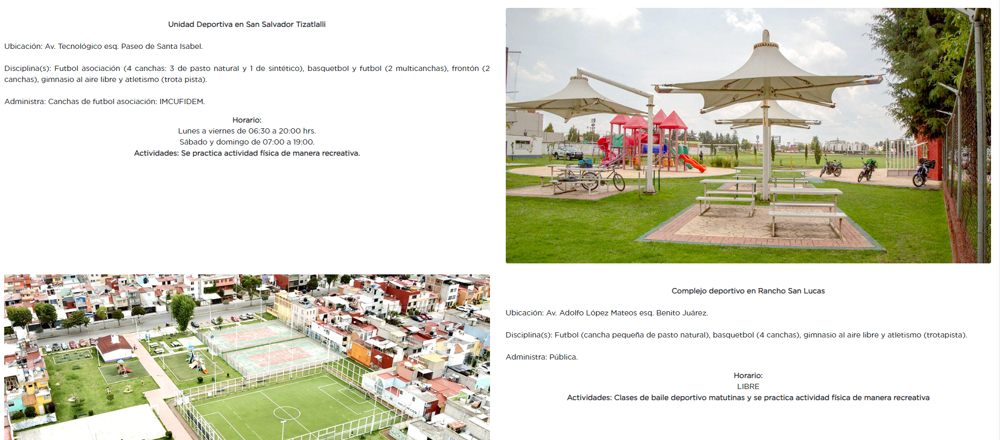 Unidad Deportiva en San Salvador Tizatlalli
Ubicación: Av. Tecnológico esq. Paseo de Santa Isabel.
Disciplina(s): Futbol asociación (4 canchas: 3 de pasto natural y 1 de sintético), basquetbol y futbol (2 multicanchas), frontón (2
canchas), gimnasio al aire libre y atletismo (trota pista).
Administra: Canchas de futbol asociación: IMCUFIDEM.
Horario:
Lunes a viernes de 06:30 a 20:00 hrs.
Sábado y domingo de 07:00 a 19:00.
Actividades: Se practica actividad física de manera recreativa.
Complejo deportivo en Rancho San Lucas
Ubicación: Av. Adolfo López Mateos esq. Benito Juárez.
Disciplina(s): Futbol (cancha pequeña de pasto natural), basquetbol (4 canchas), gimnasio al aire libre y atletismo (trotapista).
Administra: Pública.
Horario:
LIBRE
Actividades: Clases de baile deportivo matutinas y se practica actividad física de manera recreativa